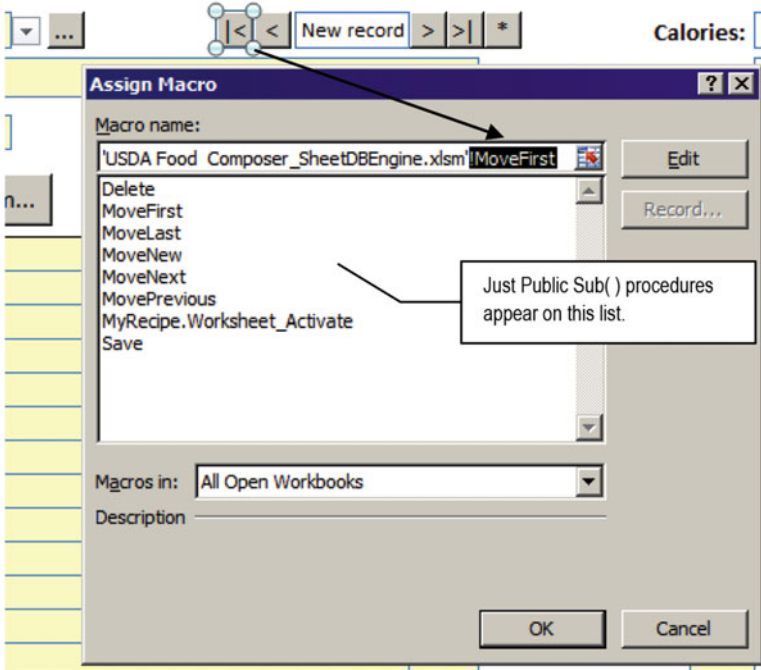 ... |< < New record > >| * Calories:
Assign Macro ? X
Macro name:
'USDA Food Composer_SheetDBEngine.xlsm'!MoveFirst
Edit
n...
Delete
MoveFirst
MoveLast
MoveNew
MoveNext
MovePrevious
MyRecipe.Worksheet_Activate
Save
Record...
Just Public Sub( ) procedures
appear on this list.
Macros in: All Open Workbooks
Description
OK Cancel